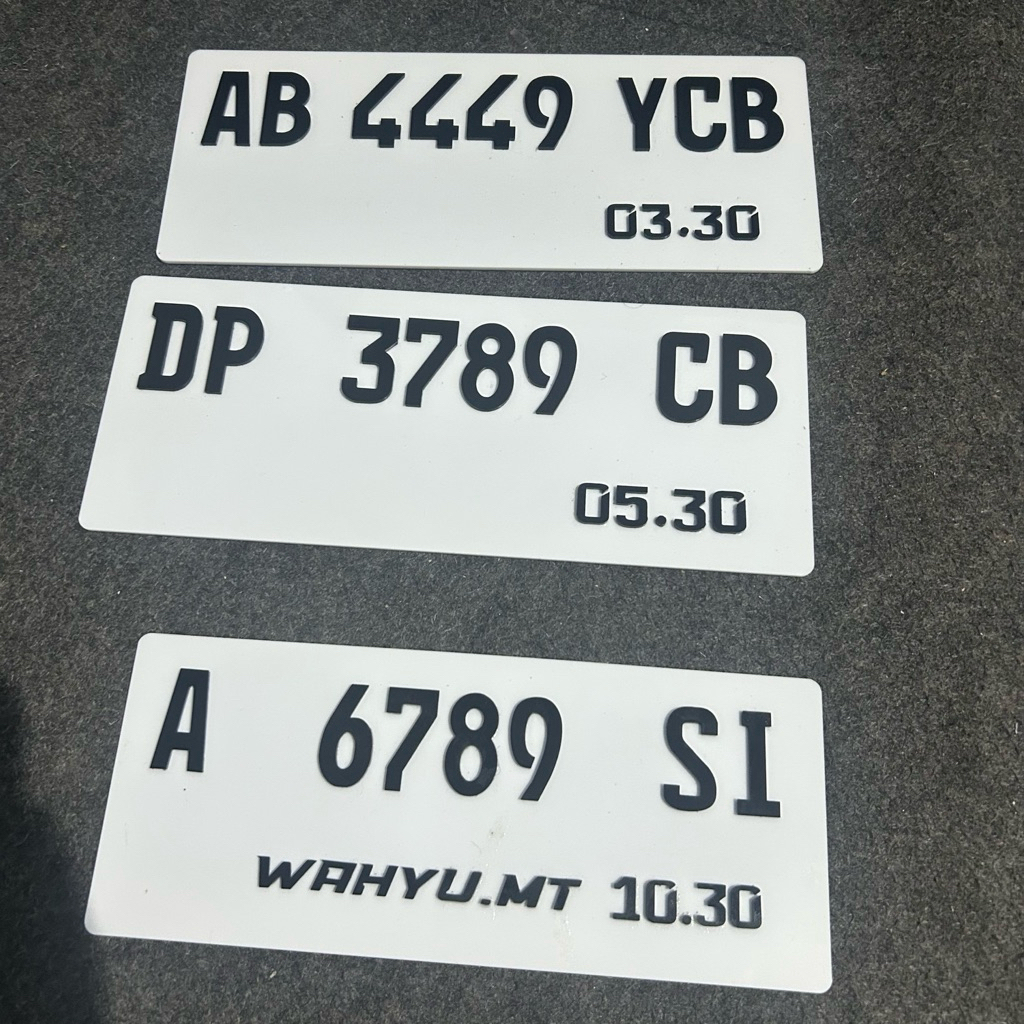 AB 4449 YCB
03.30
DP 3789 CB
05.30
A 6789 SI
WAHYU.MT 10.30